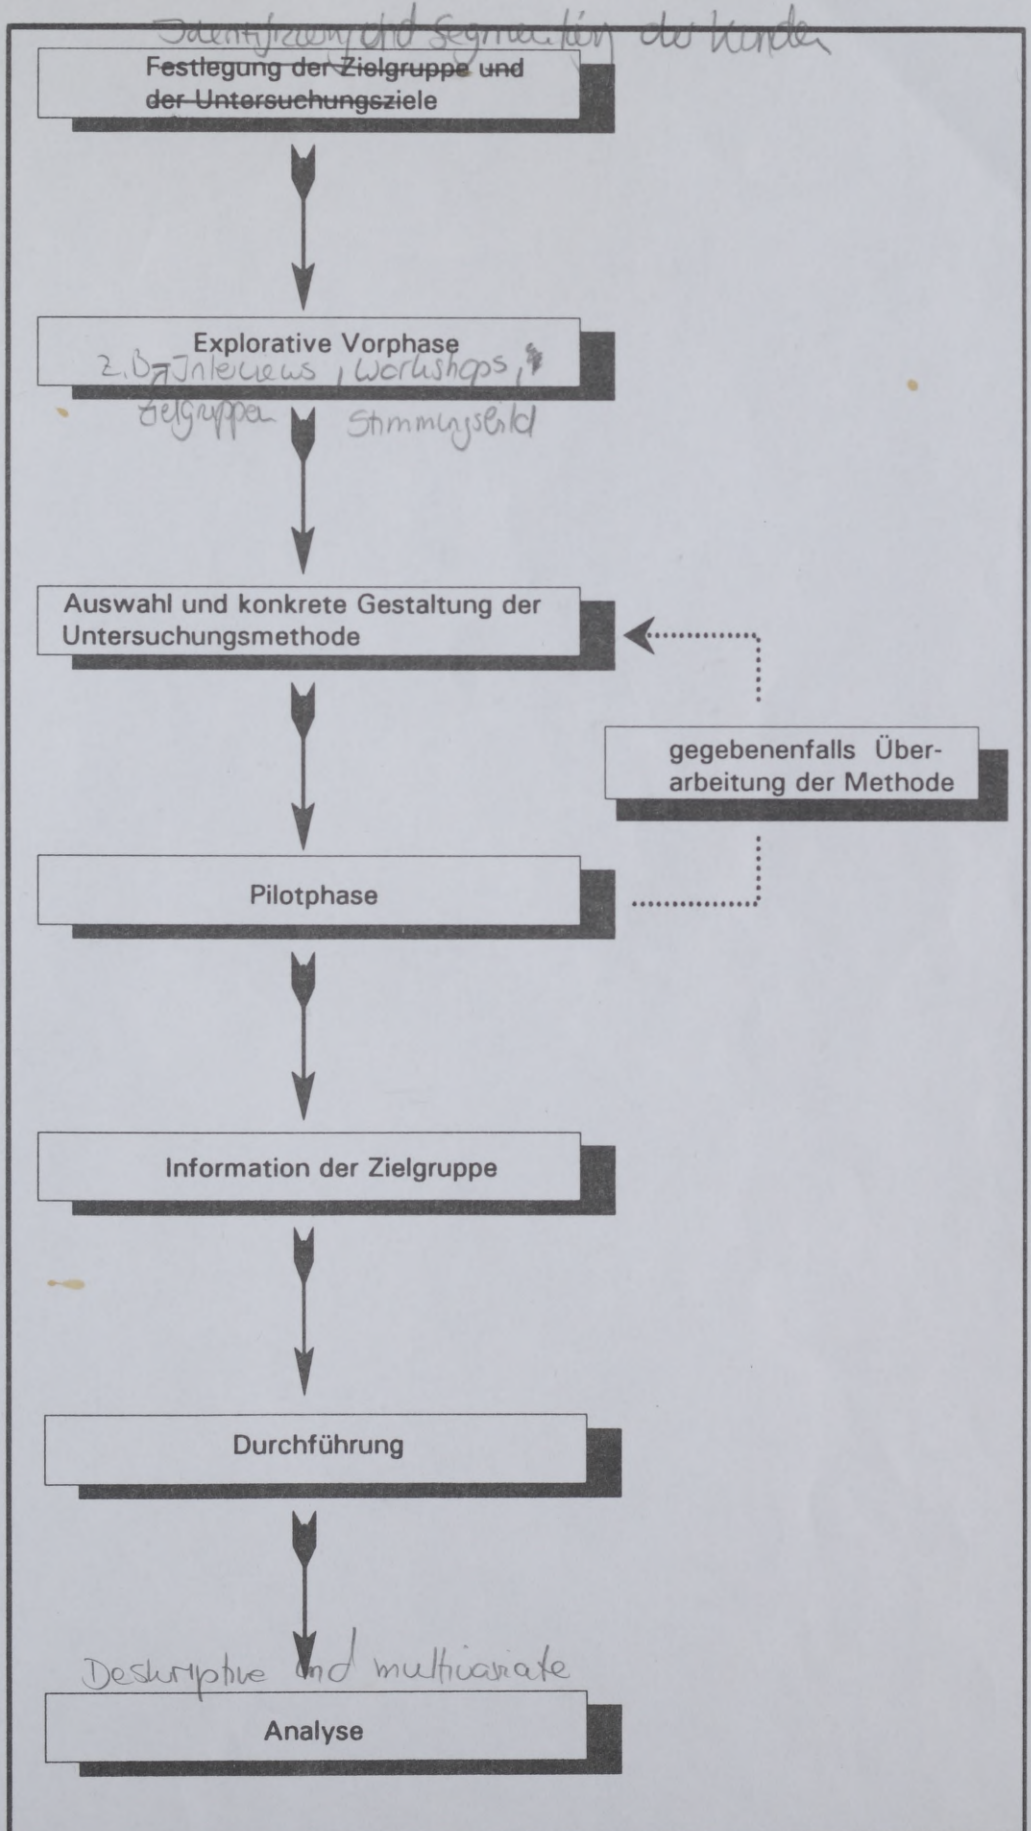 Identifizierung und Segmentierung der Kunden
Festlegung der Zielgruppe und
der Untersuchungsziele
Explorative Vorphase
z.B. Interviews, Workshops,
Zielgruppen Stimmungsbild
Auswahl und konkrete Gestaltung der
Untersuchungsmethode
gegebenenfalls Über-
arbeitung der Methode
Pilotphase
Information der Zielgruppe
Durchführung
Deskriptive und multivariate
Analyse